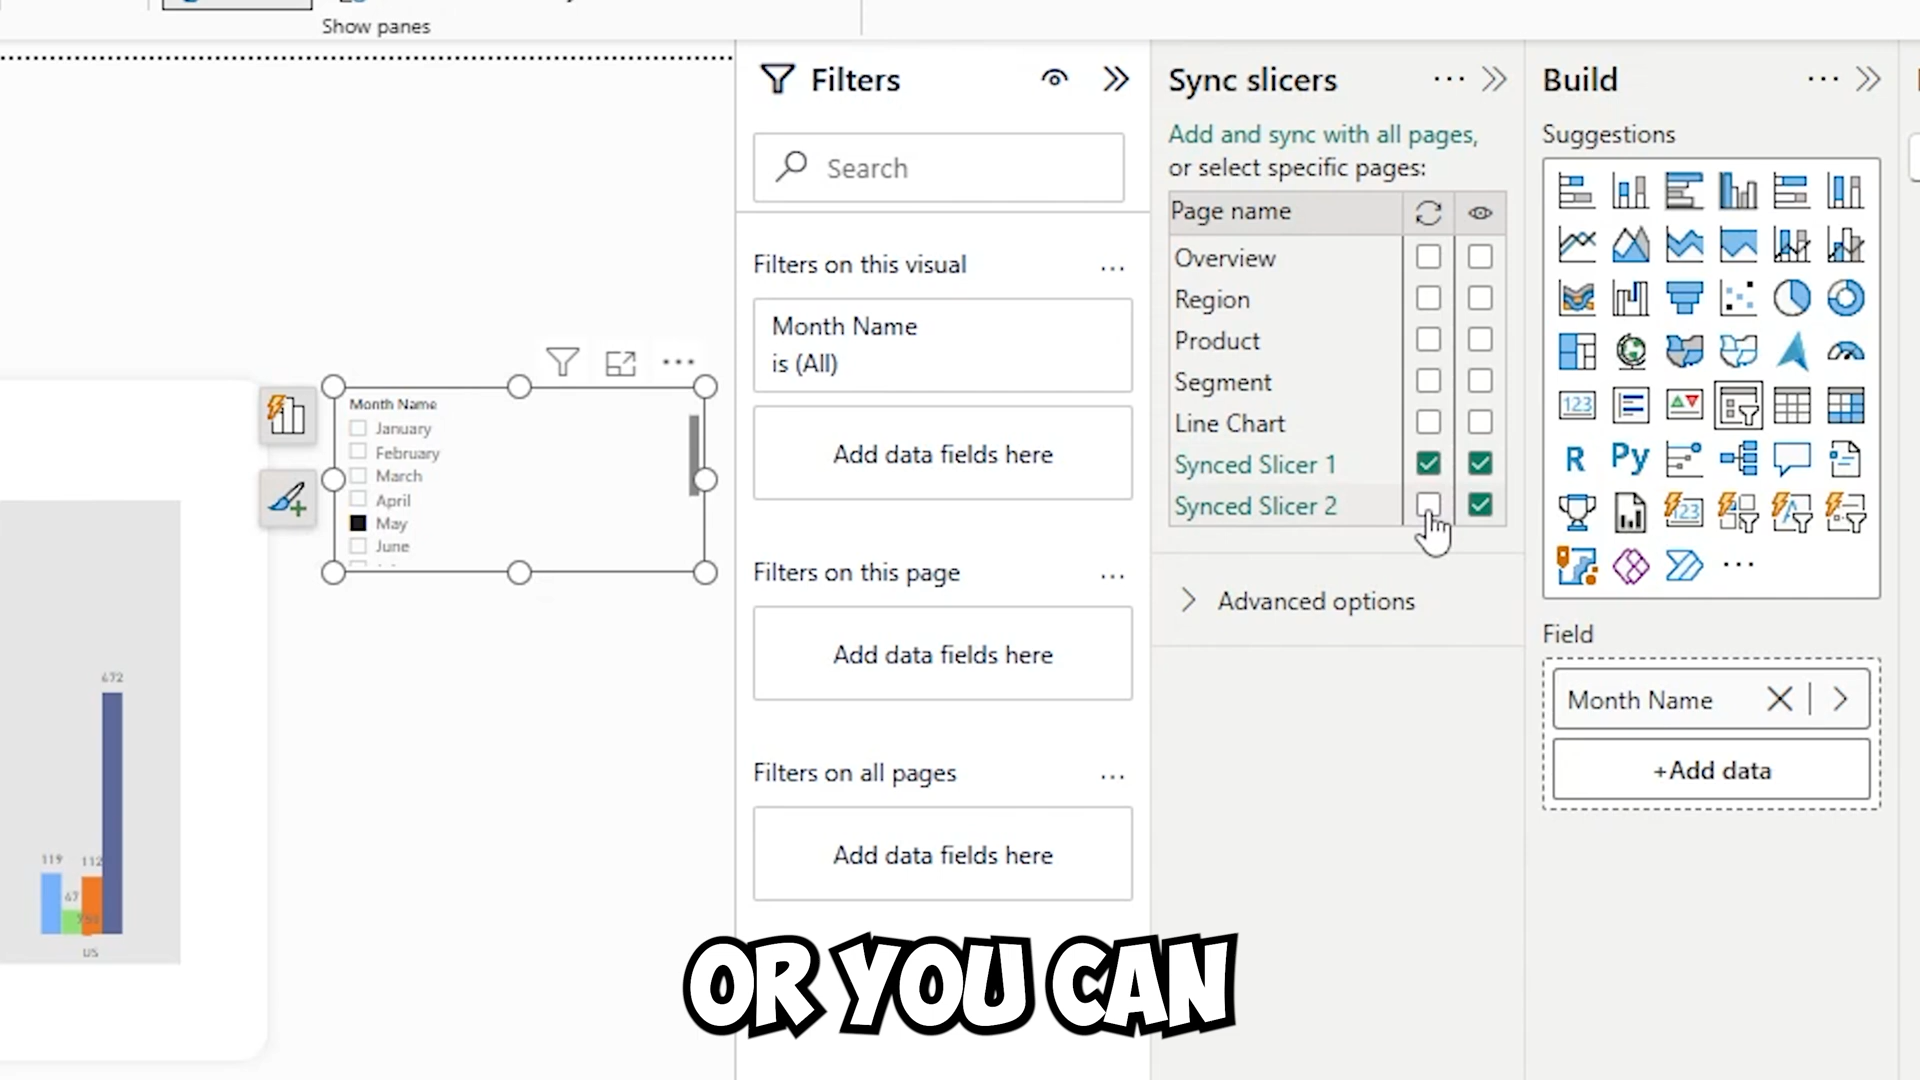 Show panes
Filters
Search
Filters on this visual
Month Name
is (All)
Add data fields here
Filters on this page
Add data fields here
Filters on all pages
Add data fields here
Sync slicers
Add and sync with all pages,
or select specific pages:
Page name
Overview
Region
Product
Segment
Line Chart
Synced Slicer 1
Synced Slicer 2
Advanced options
Build
Suggestions
123
R
Py
123
Field
Month Name
+Add data
Month Name
January
February
March
April
May
June
672
119
112
67
US
OR YOU CAN